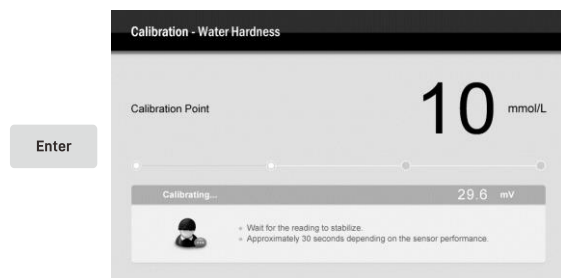 Calibration - Water Hardness
Calibration Point
10 mmol/L
Enter
Calibrating...
29.6 mV
Wait for the reading to stabilize.
Approximately 30 seconds depending on the sensor performance.